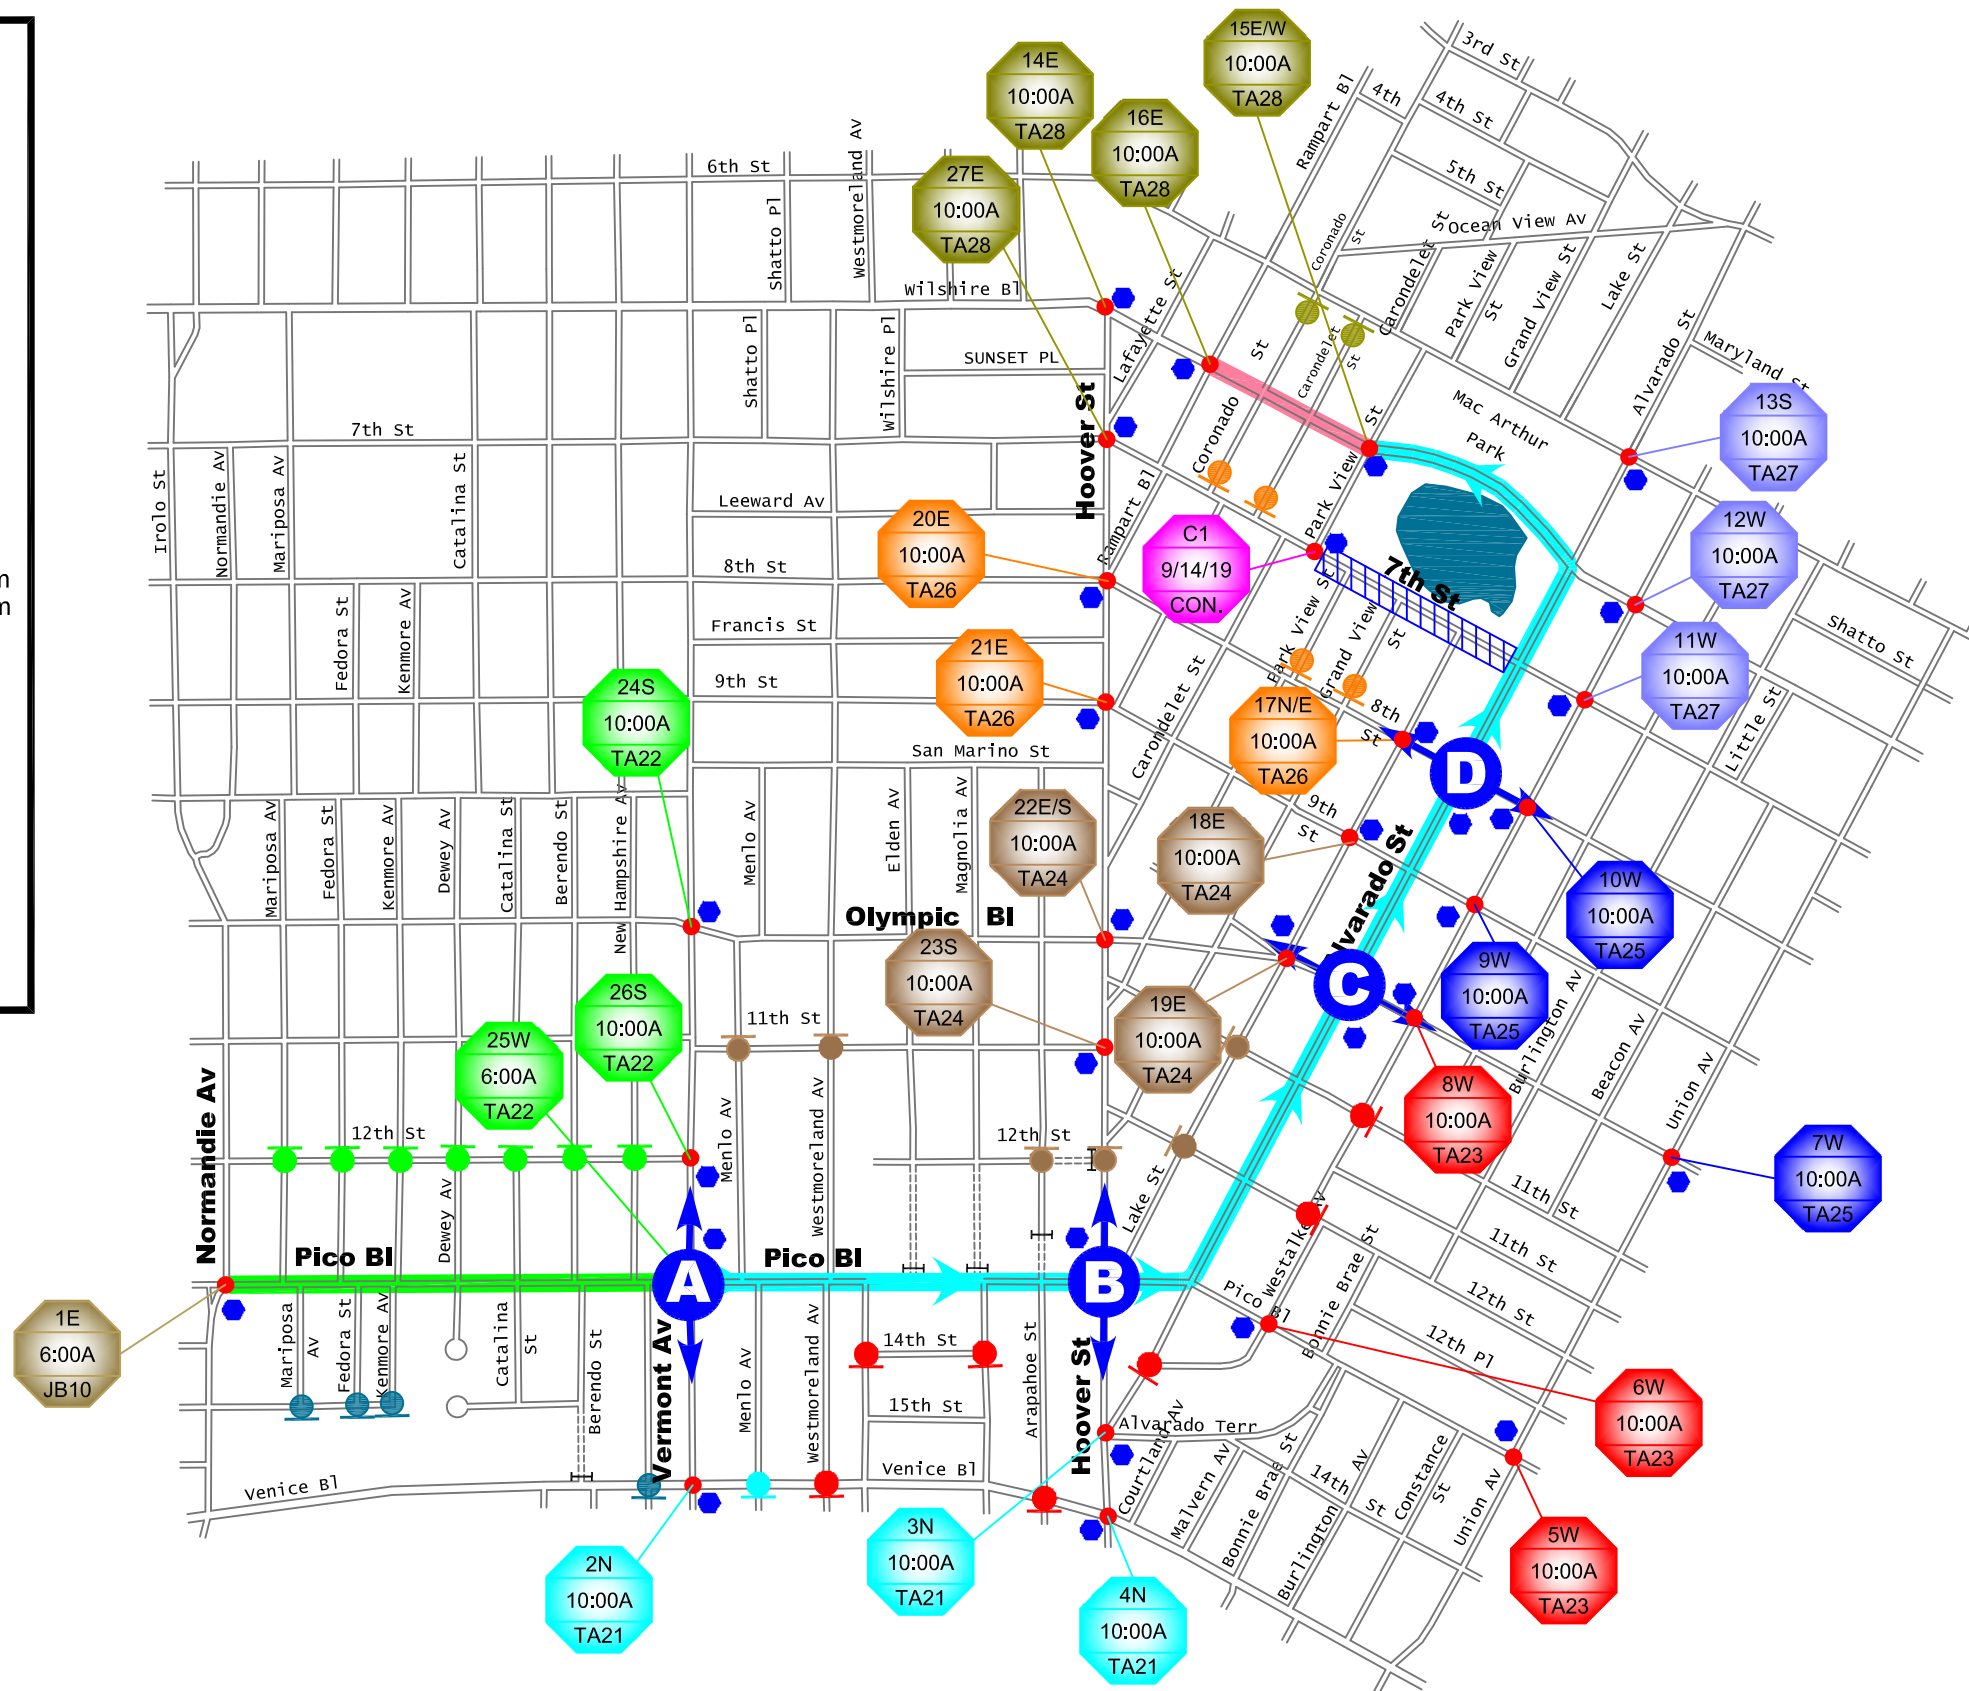 m
m
15E/W
10:00A
TA28
14E
10:00A
TA28
16E
10:00A
TA28
27E
10:00A
TA28
3rd St
4th
4th St
5th St
Rampart Bl
Ocean View Av
6th St
Shatto Pl
Westmoreland Av
Coronado
St
Carondelet St
Park View
St
Grand View St
Lake St
Alvarado St
Maryland St
Wilshire Bl
Lafayette St
SUNSET PL
Shatto Pl
Wilshire Pl
Hoover St
St
Carondelet
St
Mac Arthur
Park
13S
10:00A
TA27
7th St
Coronado
St
Park View
Irolo St
Normandie Av
Mariposa Av
Catalina St
Leeward Av
Rampart Bl
20E
10:00A
TA26
C1
9/14/19
CON.
7th St
12W
10:00A
TA27
8th St
Fedora St
Kenmore Av
Francis St
21E
10:00A
TA26
Park View St
Grand View
St
Shatto St
11W
10:00A
TA27
24S
10:00A
TA22
9th St
Carondelet St
17N/E
10:00A
TA26
8th
St
D
Little St
San Marino St
Mariposa Av
Fedora St
Kenmore Av
Dewey Av
Catalina St
Berendo St
New Hampshire Av
Menlo Av
Elden Av
Magnolia Av
22E/S
10:00A
TA24
18E
10:00A
TA24
9th
St
Alvarado St
10W
10:00A
TA25
Olympic Bl
23S
10:00A
TA24
C
9W
10:00A
TA25
26S
10:00A
TA22
11th St
19E
10:00A
TA24
Burlington Av
Beacon Av
Union Av
25W
6:00A
TA22
8W
10:00A
TA23
Normandie Av
12th St
Menlo Av
Westmoreland Av
12th St
7W
10:00A
TA25
Dewey Av
Lake St
Westlake Av
11th St
11th St
Pico Bl
A
Pico Bl
B
Pico Bl
Bonnie Brae St
12th St
12th Pl
1E
6:00A
JB10
Mariposa
Av
Fedora St
Kenmore Av
Catalina
St
Berendo St
Vermont Av
Menlo Av
Westmoreland Av
14th St
15th St
Arapahoe St
Hoover St
Alvarado Terr
6W
10:00A
TA23
Venice Bl
Venice Bl
Courtland Av
Malvern Av
Bonnie Brae St
Burlington
Av
14th
St
Constance
St
Union Av
2N
10:00A
TA21
3N
10:00A
TA21
4N
10:00A
TA21
5W
10:00A
TA23